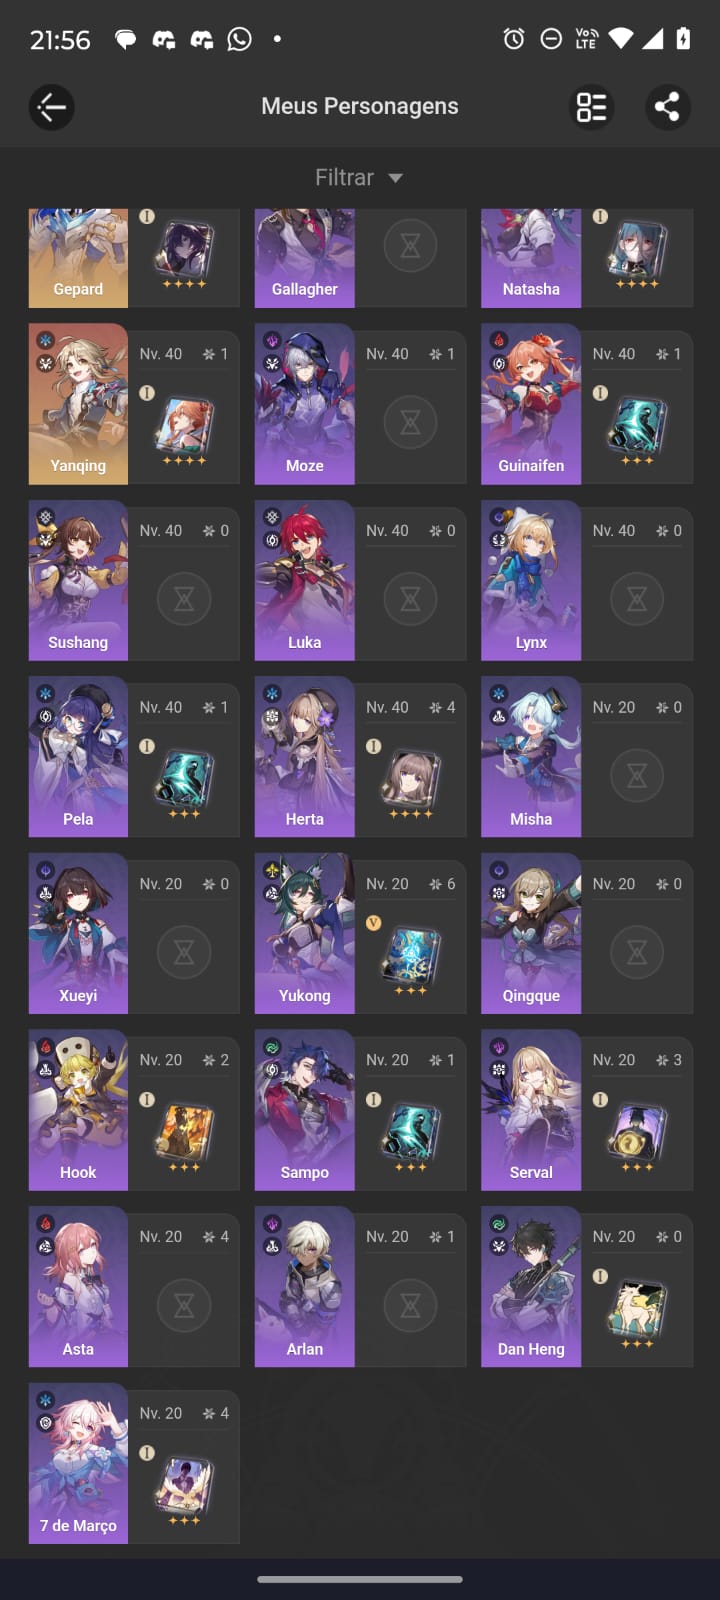 21:56
Vo LTE
Meus Personagens
Filtrar
I
I
Gepard
Gallagher
Natasha
Nv. 40 1
Nv. 40 1
Nv. 40 1
I
I
Yanqing
Moze
Guinaifen
Nv. 40 0
Nv. 40 0
Nv. 40 0
Sushang
Luka
Lynx
Nv. 40 1
Nv. 40 4
Nv. 20 0
I
I
Pela
Herta
Misha
Nv. 20 0
Nv. 20 6
Nv. 20 0
V
Xueyi
Yukong
Qingque
Nv. 20 2
Nv. 20 1
Nv. 20 3
I
I
I
Hook
Sampo
Serval
Nv. 20 4
Nv. 20 1
Nv. 20 0
I
Asta
Arlan
Dan Heng
Nv. 20 4
I
7 de Março